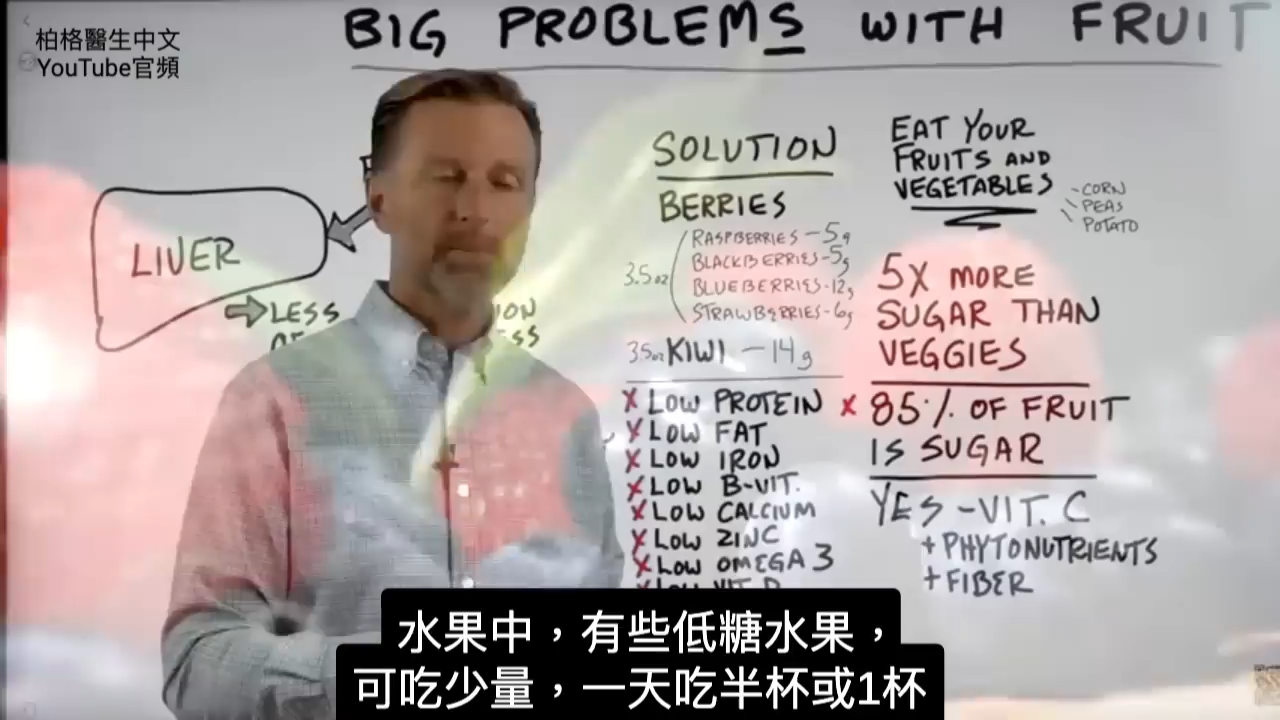 柏格醫生中文
YouTube官頻
BIG PROBLEMS WITH FRUIT
LIVER
LESS
SOLUTION
BERRIES
3.5oz
RASPBERRIES - 5g
BLACKBERRIES - 5g
BLUEBERRIES - 12g
STRAWBERRIES - 6g
3.5oz KIWI - 14g
X LOW PROTEIN
X LOW FAT
X LOW IRON
X LOW B-VIT.
X LOW CALCIUM
X LOW ZINC
X LOW OMEGA 3
EAT YOUR
FRUITS AND
VEGETABLES
- CORN
PEAS
POTATO
5X MORE
SUGAR THAN
VEGGIES
X 85% OF FRUIT
IS SUGAR
YES - VIT. C
+ PHYTONUTRIENTS
+ FIBER
水果中，有些低糖水果，
可吃少量，一天吃半杯或1杯